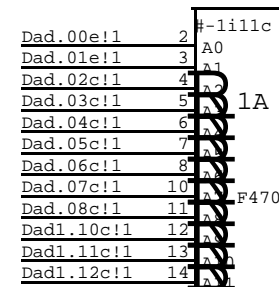 #-1i11c
Dad.00e!1 2 A0
Dad.01e!1 3 A1
Dad.02c!1 4
Dad.03c!1 5 1A
Dad.04c!1 6
Dad.05c!1 7
Dad.06c!1 8
Dad.07c!1 10 F470
Dad.08c!1 11
Dad1.10c!1 12
Dad1.11c!1 13
Dad1.12c!1 14